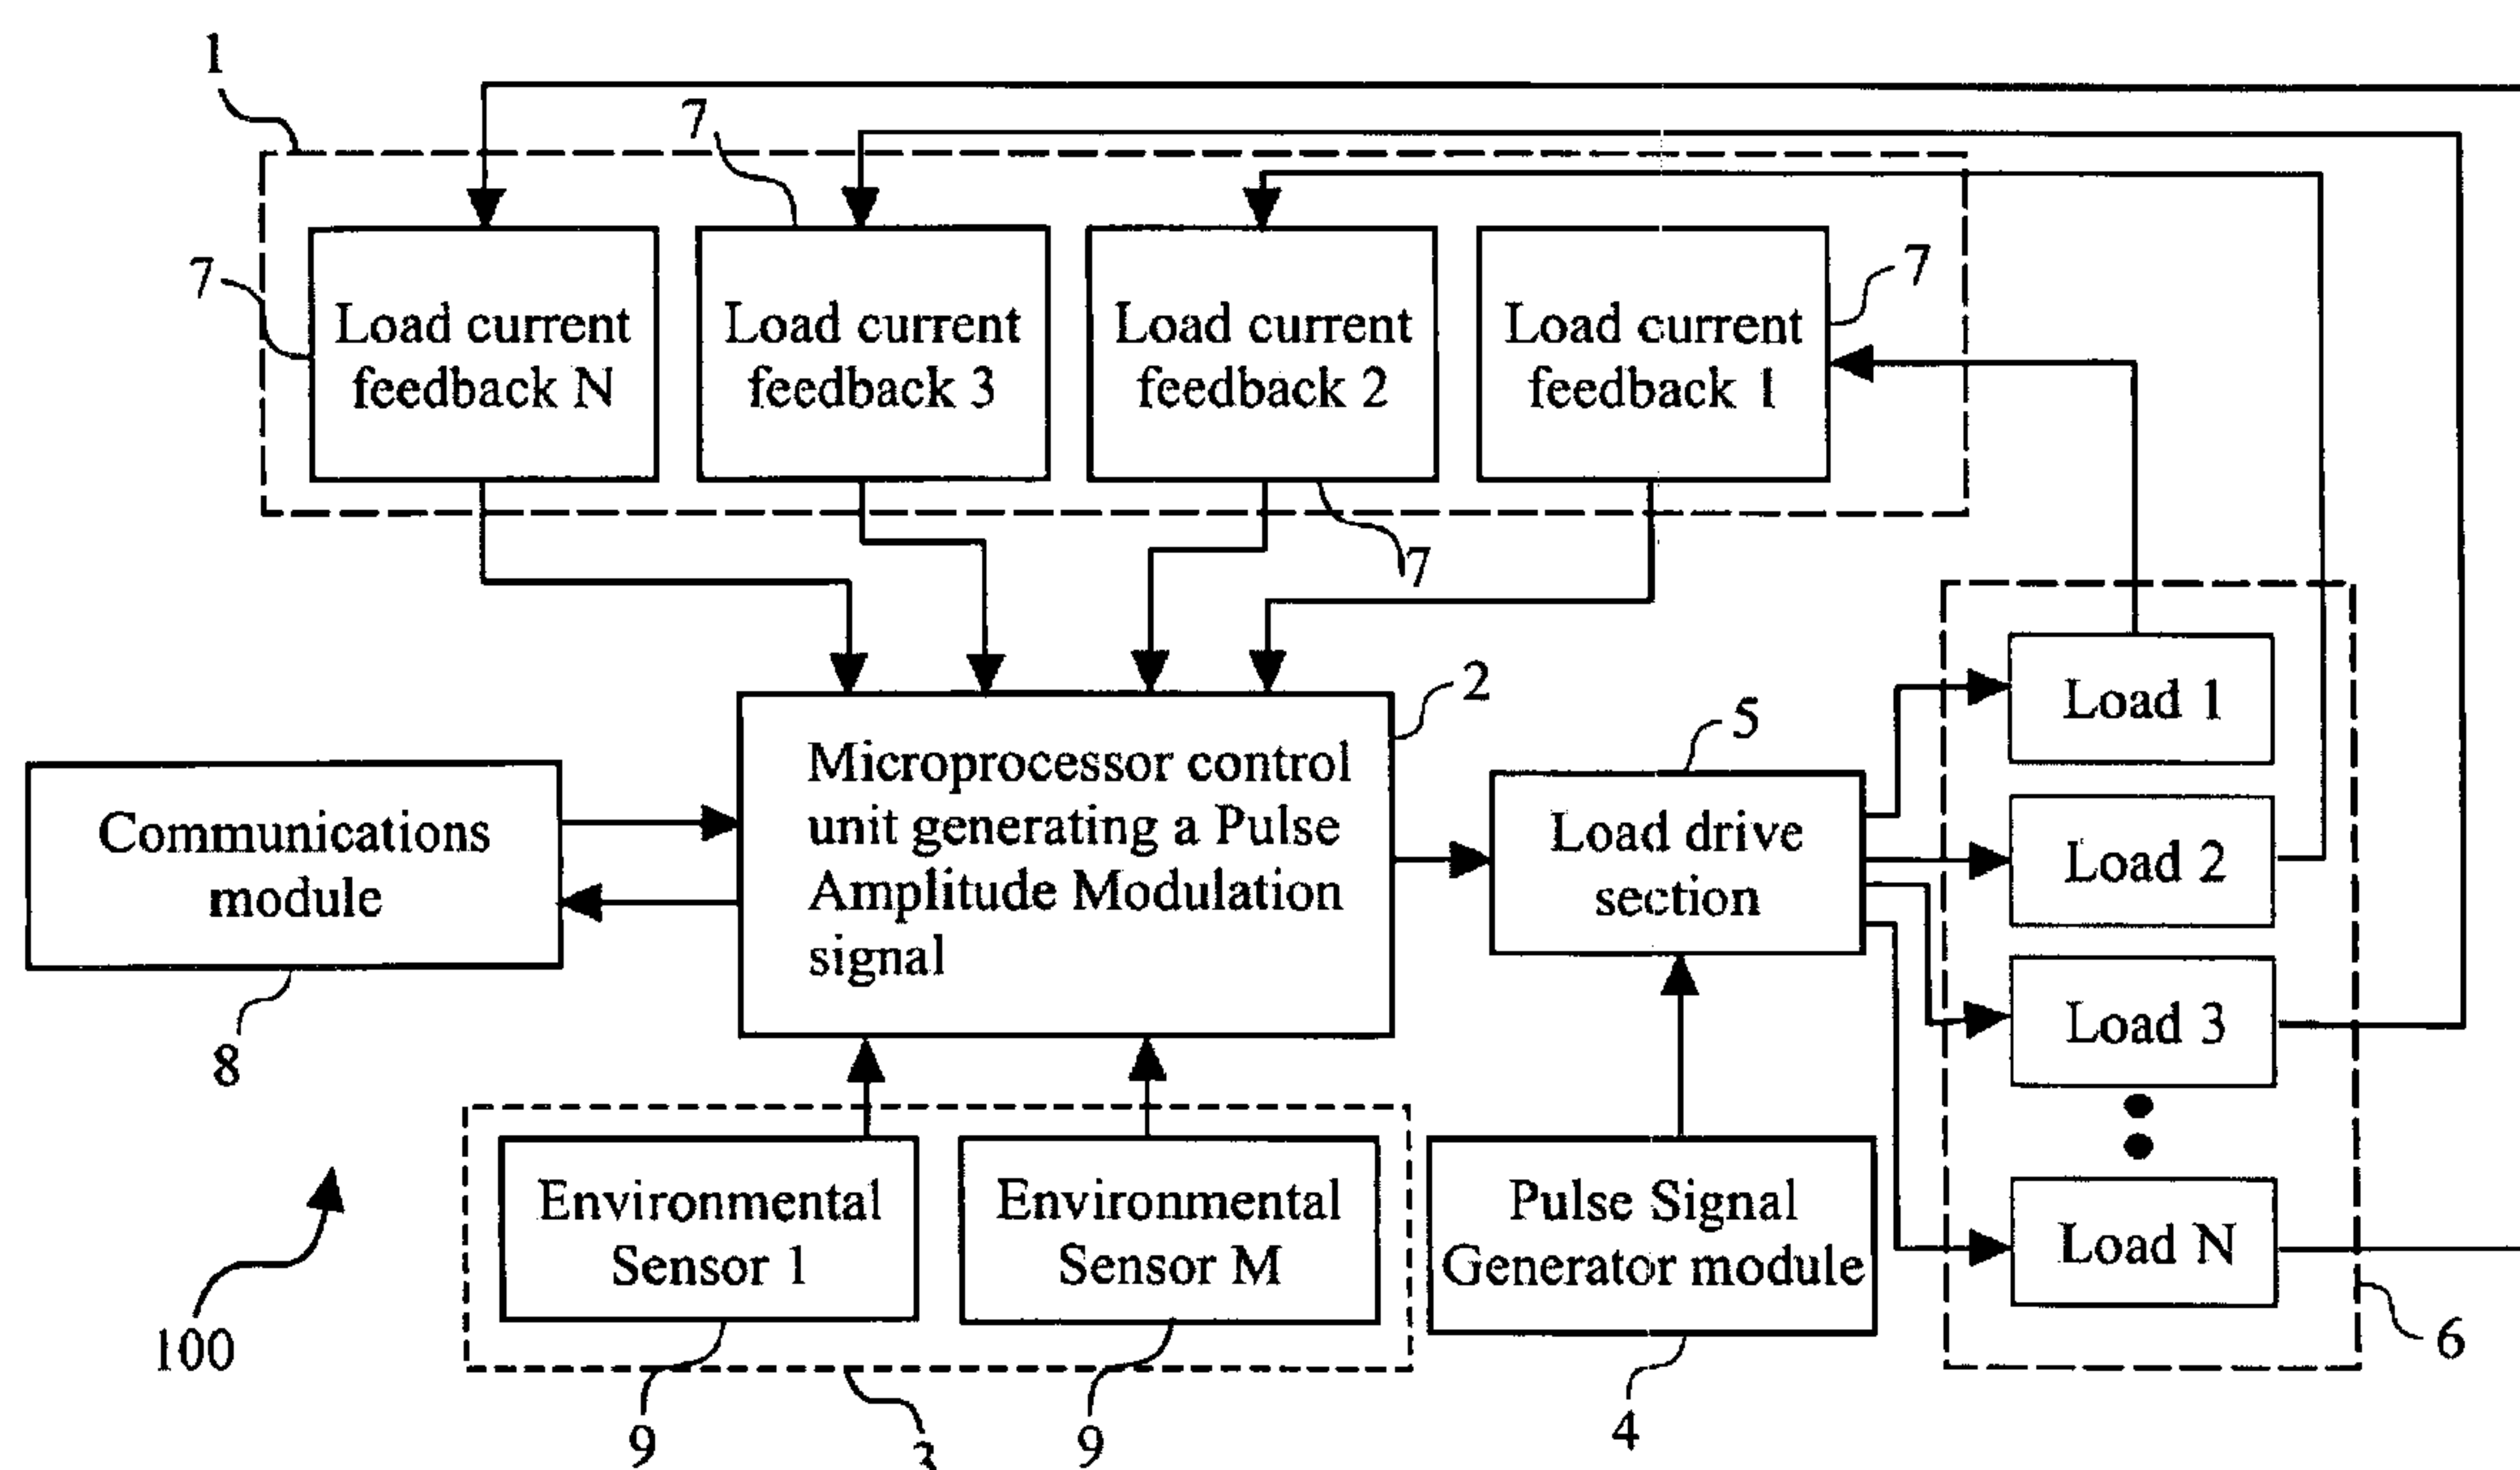 1
7
7
Load current
feedback N
Load current
feedback 3
Load current
feedback 2
Load current
feedback 1
7
7
2
Microprocessor control
unit generating a Pulse
Amplitude Modulation
signal
Communications
module
8
5
Load drive
section
Load 1
Load 2
Load 3
Load N
6
Environmental
Sensor 1
Environmental
Sensor M
Pulse Signal
Generator module
100
9
3
9
4